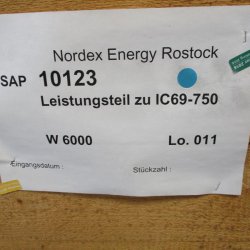 Nordex Energy Rostock
SAP 10123
Leistungsteil zu IC69-750
W 6000 Lo. 011
Eingangsdatum : Stückzahl :